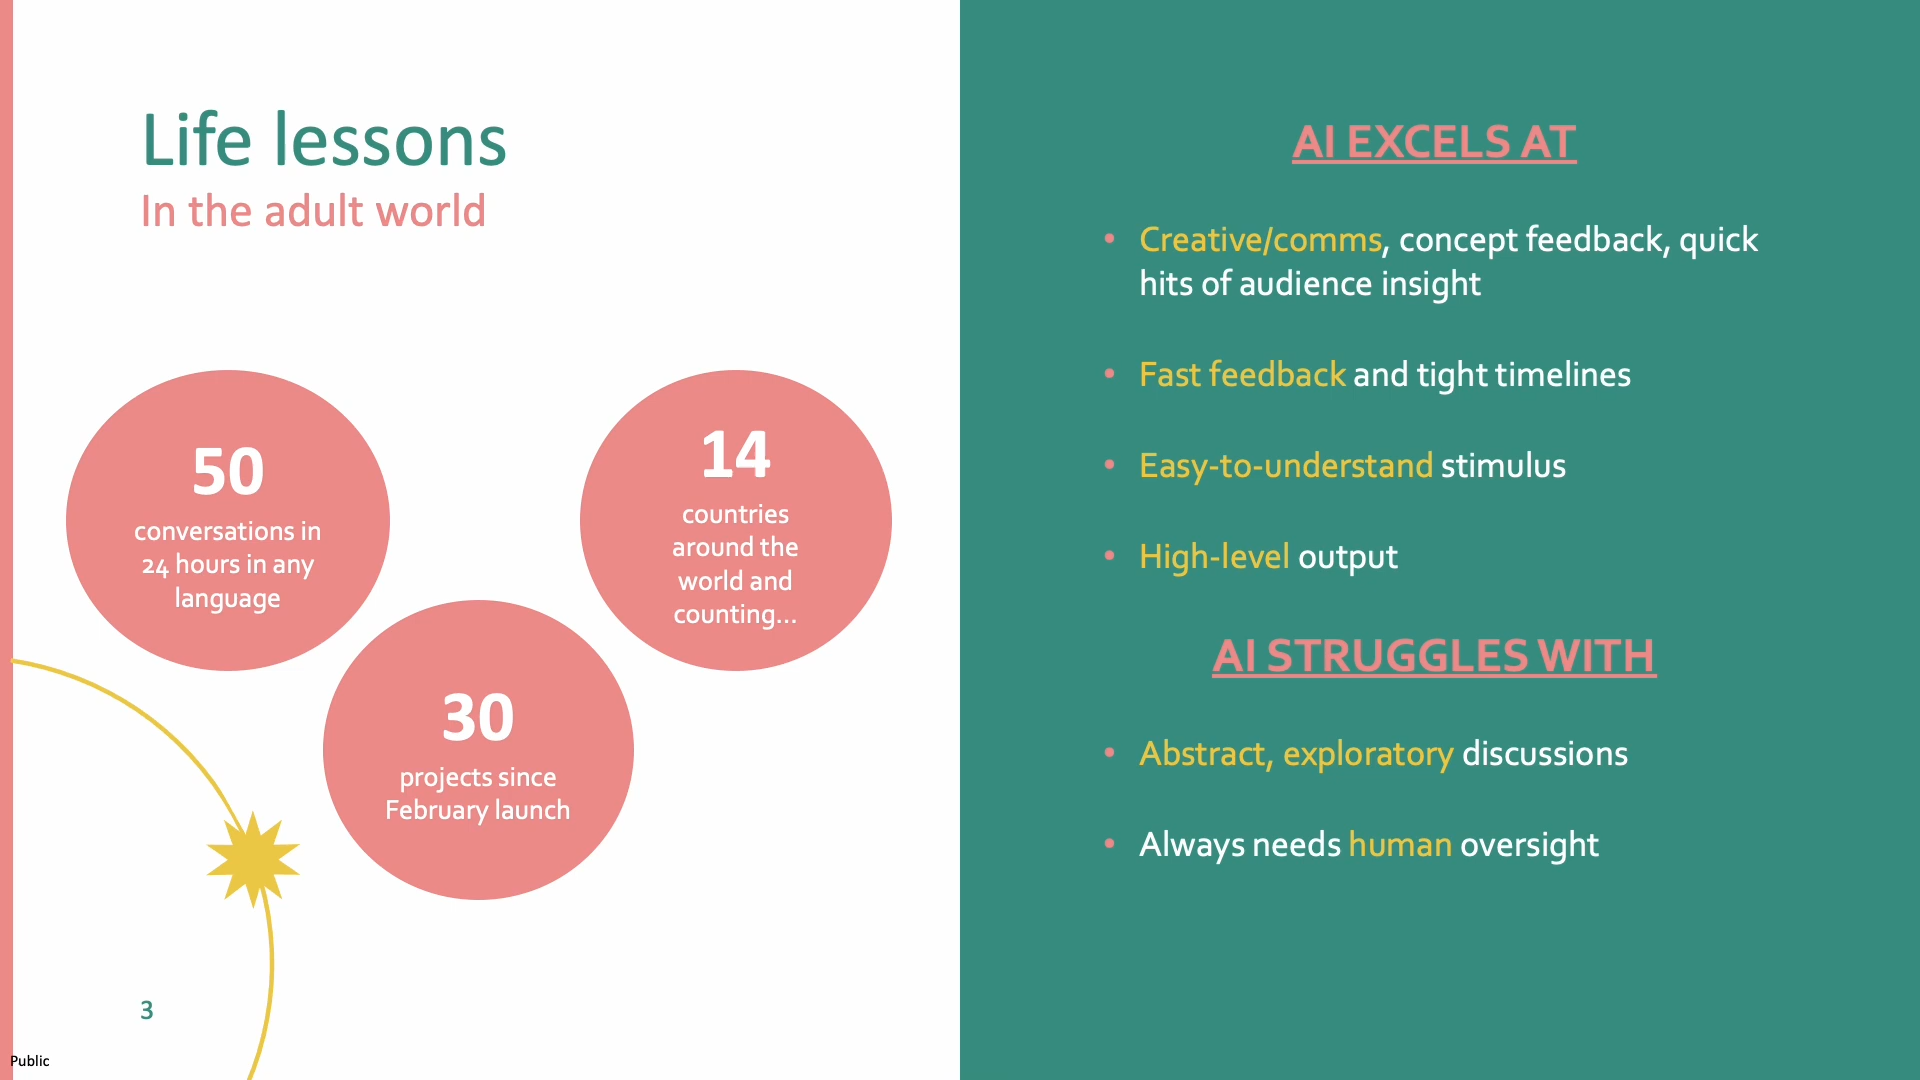 Life lessons
In the adult world
50
conversations in
24 hours in any
language
14
countries
around the
world and
counting...
30
projects since
February launch
3
Public
AI EXCELS AT
• Creative/comms, concept feedback, quick
hits of audience insight
• Fast feedback and tight timelines
• Easy-to-understand stimulus
• High-level output
AI STRUGGLES WITH
• Abstract, exploratory discussions
• Always needs human oversight